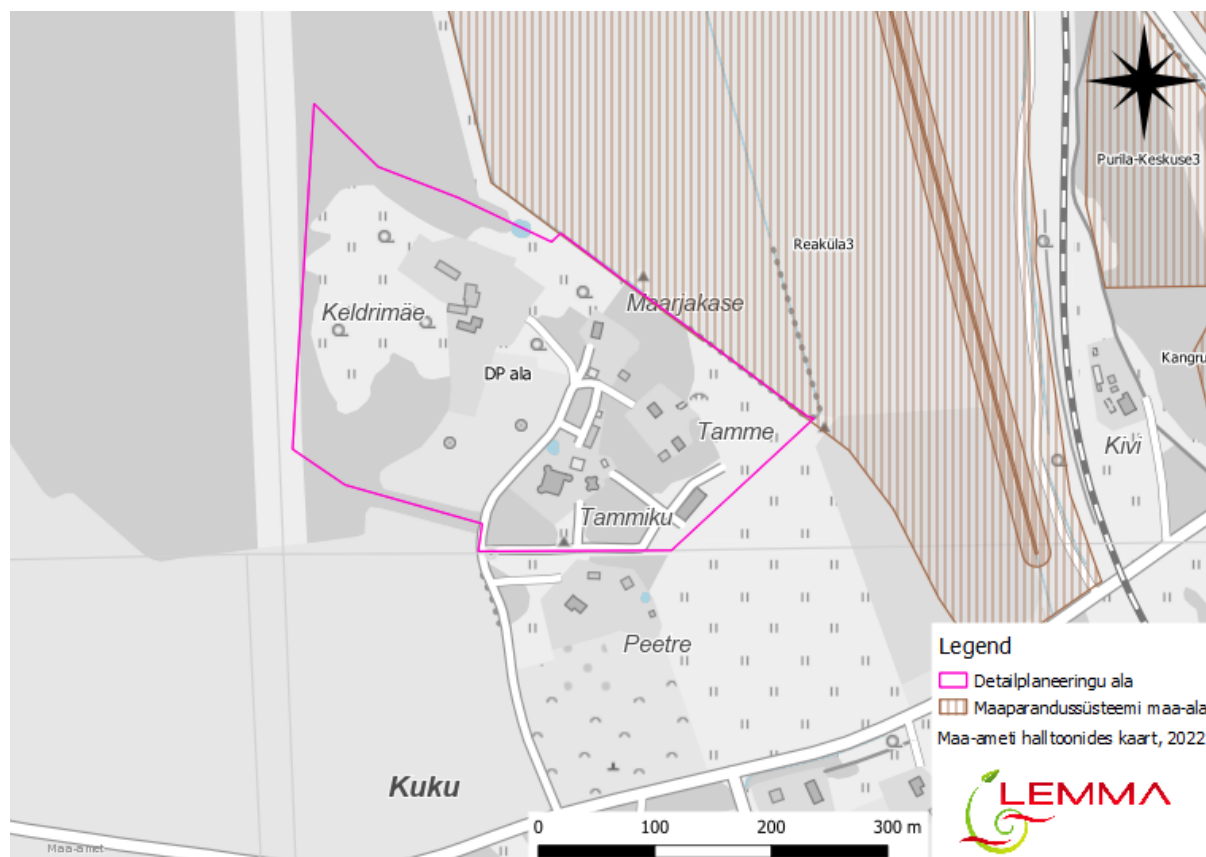 Purila-Keskuse3
Reaküla3
Maarjakase
Keldrimäe
Kangru
DP ala
Tamme
Kivi
Tammiku
Peetre
Legend
Detailplaneeringu ala
Maaparandussüsteemi maa-ala
Maa-ameti halltoonides kaart, 2022
Kuku
LEMMA
0 100 200 300 m
Maa-amet